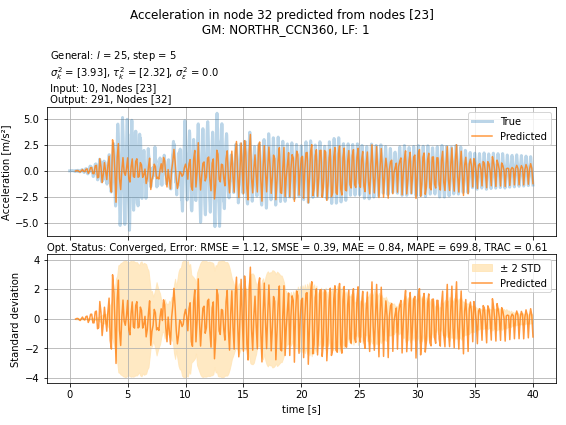 Acceleration in node 32 predicted from nodes [23]
GM: NORTHR_CCN360, LF: 1
General: l = 25, step = 5
σ_k² = [3.93], τ_k² = [2.32], σ_ε² = 0.0
Input: 10, Nodes [23]
Output: 291, Nodes [32]
Acceleration [m/s²]
5.0
2.5
0.0
−2.5
−5.0
True
Predicted
Opt. Status: Converged, Error: RMSE = 1.12, SMSE = 0.39, MAE = 0.84, MAPE = 699.8, TRAC = 0.61
Standard deviation
4
2
0
−2
−4
± 2 STD
Predicted
0 5 10 15 20 25 30 35 40
time [s]